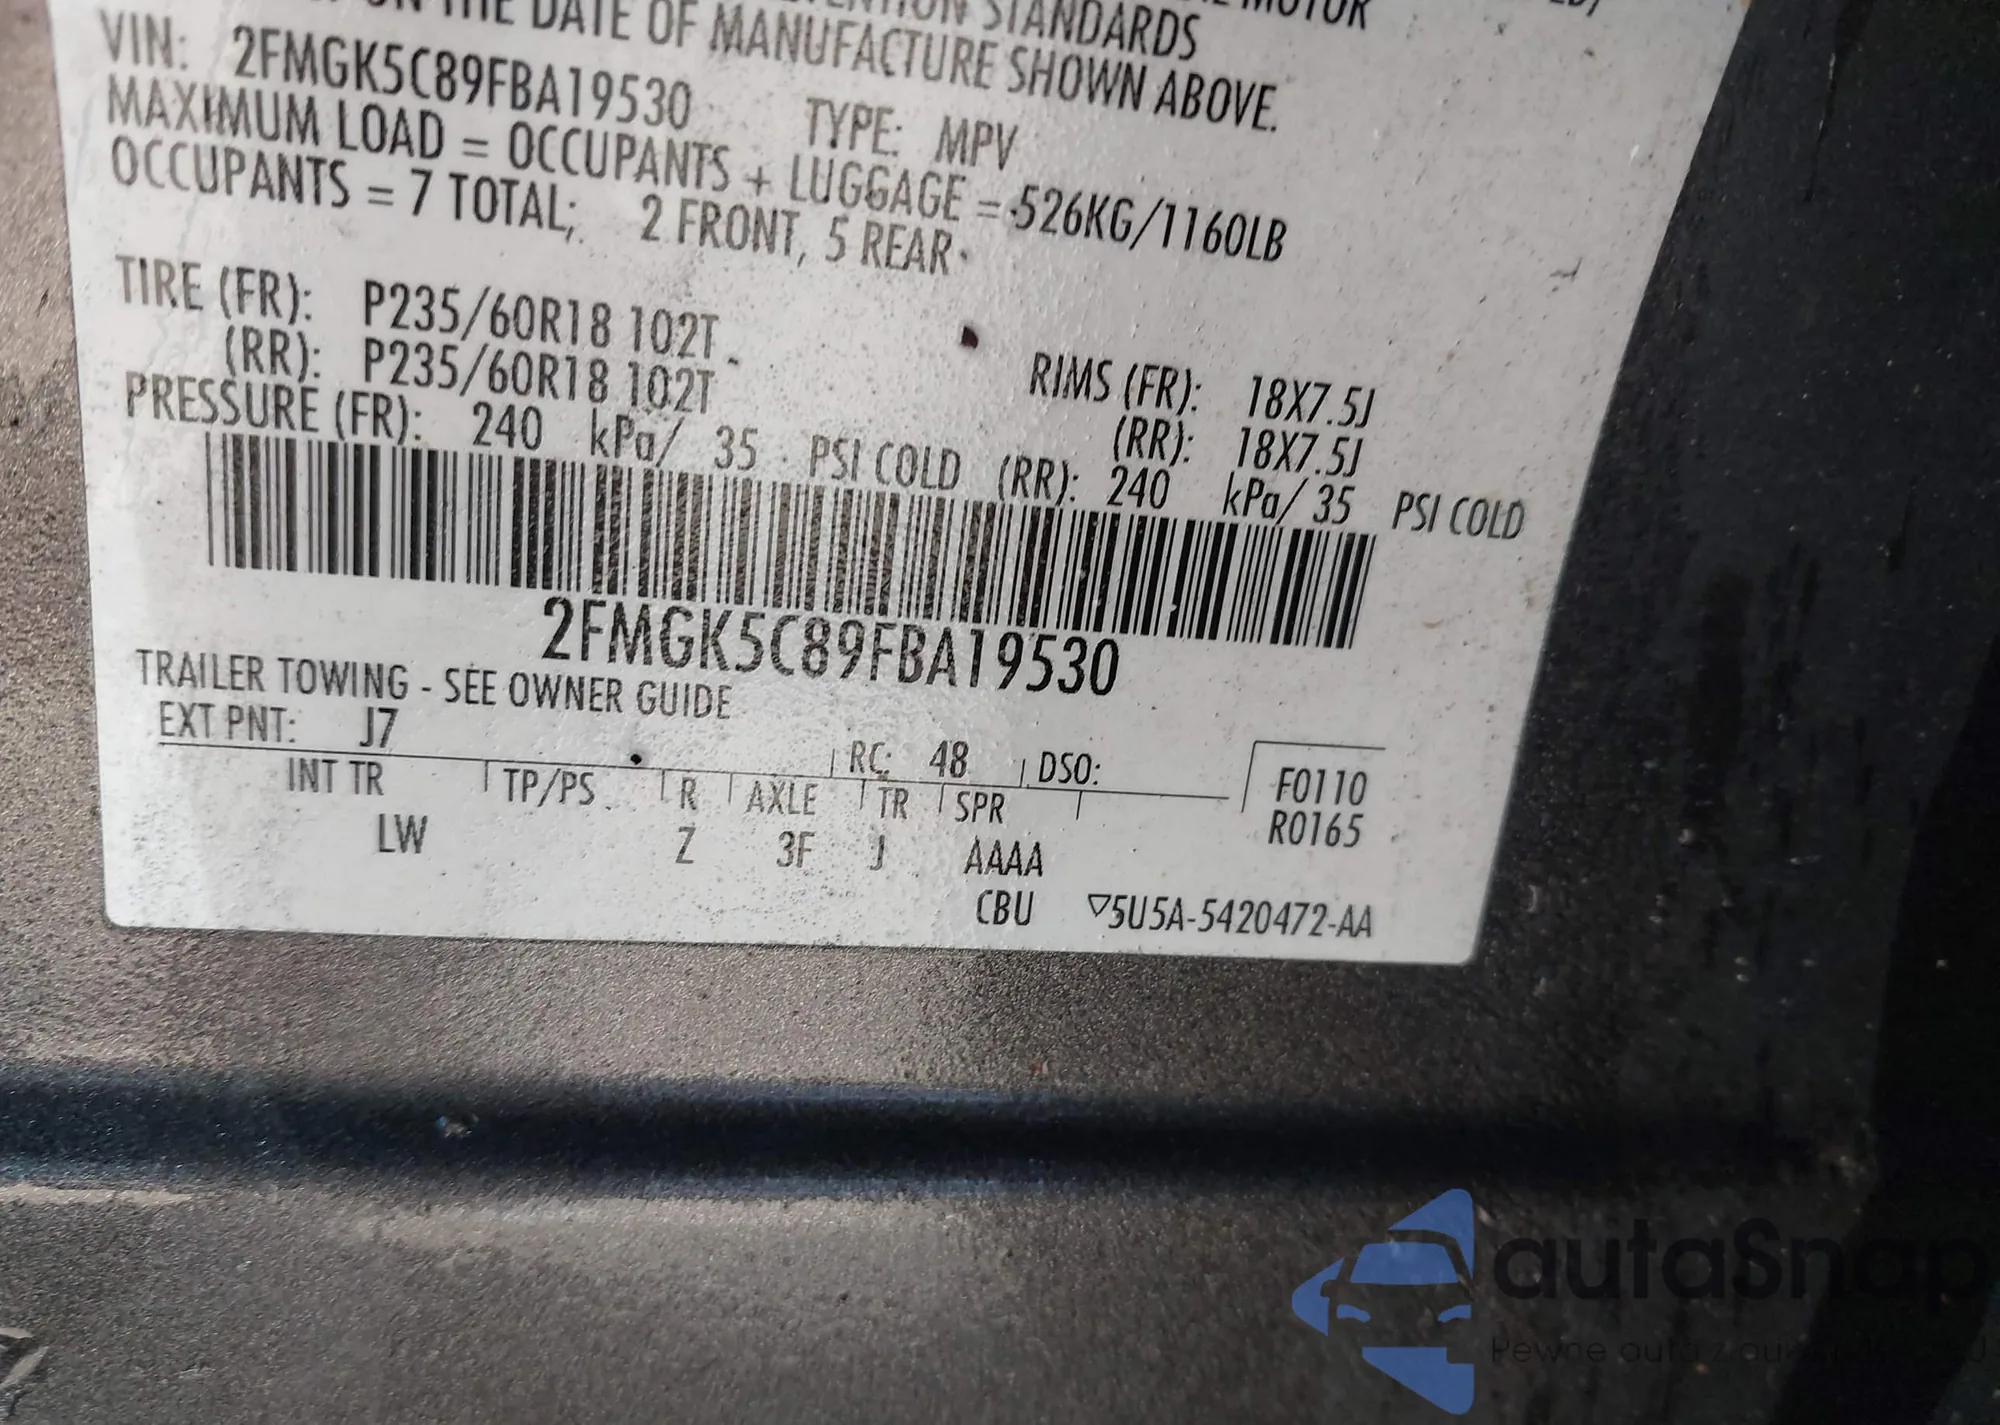 ON THE DATE OF MANUFACTURE SHOWN ABOVE.
STANDARDS
MOTOR
VIN: 2FMGK5C89FBA19530 TYPE: MPV
MAXIMUM LOAD = OCCUPANTS + LUGGAGE = 526KG/1160LB
OCCUPANTS = 7 TOTAL; 2 FRONT, 5 REAR
TIRE (FR): P235/60R18 102T RIMS (FR): 18X7.5J
(RR): P235/60R18 102T (RR): 18X7.5J
PRESSURE (FR): 240 kPa/ 35 PSI COLD (RR): 240 kPa/ 35 PSI COLD
2FMGK5C89FBA19530
TRAILER TOWING - SEE OWNER GUIDE
EXT PNT: J7 RC: 48 DSO:
INT TR TP/PS R AXLE TR SPR F0110
LW Z 3F J AAAA R0165
CBU ▽5U5A-5420472-AA
autaSnap
Pewne auta z